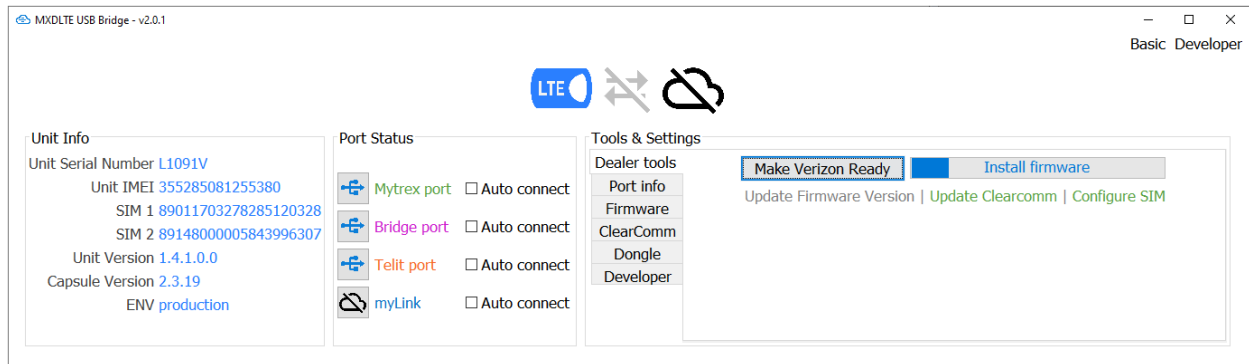 MXDLTE USB Bridge - v2.0.1
Basic Developer
LTE
Unit Info
Unit Serial Number L1091V
Unit IMEI 355285081255380
SIM 1 89011703278285120328
SIM 2 89148000005843996307
Unit Version 1.4.1.0.0
Capsule Version 2.3.19
ENV production
Port Status
Mytrex port Auto connect
Bridge port Auto connect
Telit port Auto connect
myLink Auto connect
Tools & Settings
Dealer tools
Port info
Firmware
ClearComm
Dongle
Developer
Make Verizon Ready Install firmware
Update Firmware Version | Update Clearcomm | Configure SIM